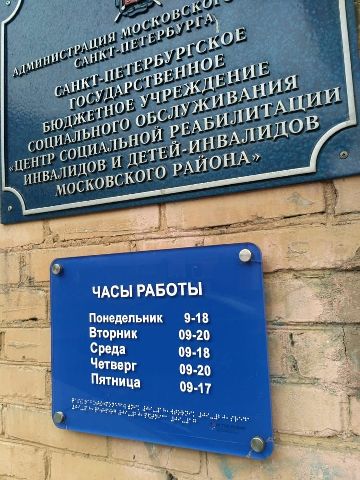 АДМИНИСТРАЦИЯ МОСКОВСКОГО
САНКТ-ПЕТЕРБУРГА
САНКТ-ПЕТЕРБУРГСКОЕ
ГОСУДАРСТВЕННОЕ
БЮДЖЕТНОЕ УЧРЕЖДЕНИЕ
СОЦИАЛЬНОГО ОБСЛУЖИВАНИЯ
«ЦЕНТР СОЦИАЛЬНОЙ РЕАБИЛИТАЦИИ
ИНВАЛИДОВ И ДЕТЕЙ-ИНВАЛИДОВ
МОСКОВСКОГО РАЙОНА»
ЧАСЫ РАБОТЫ
Понедельник 9-18
Вторник 09-20
Среда 09-18
Четверг 09-20
Пятница 09-17